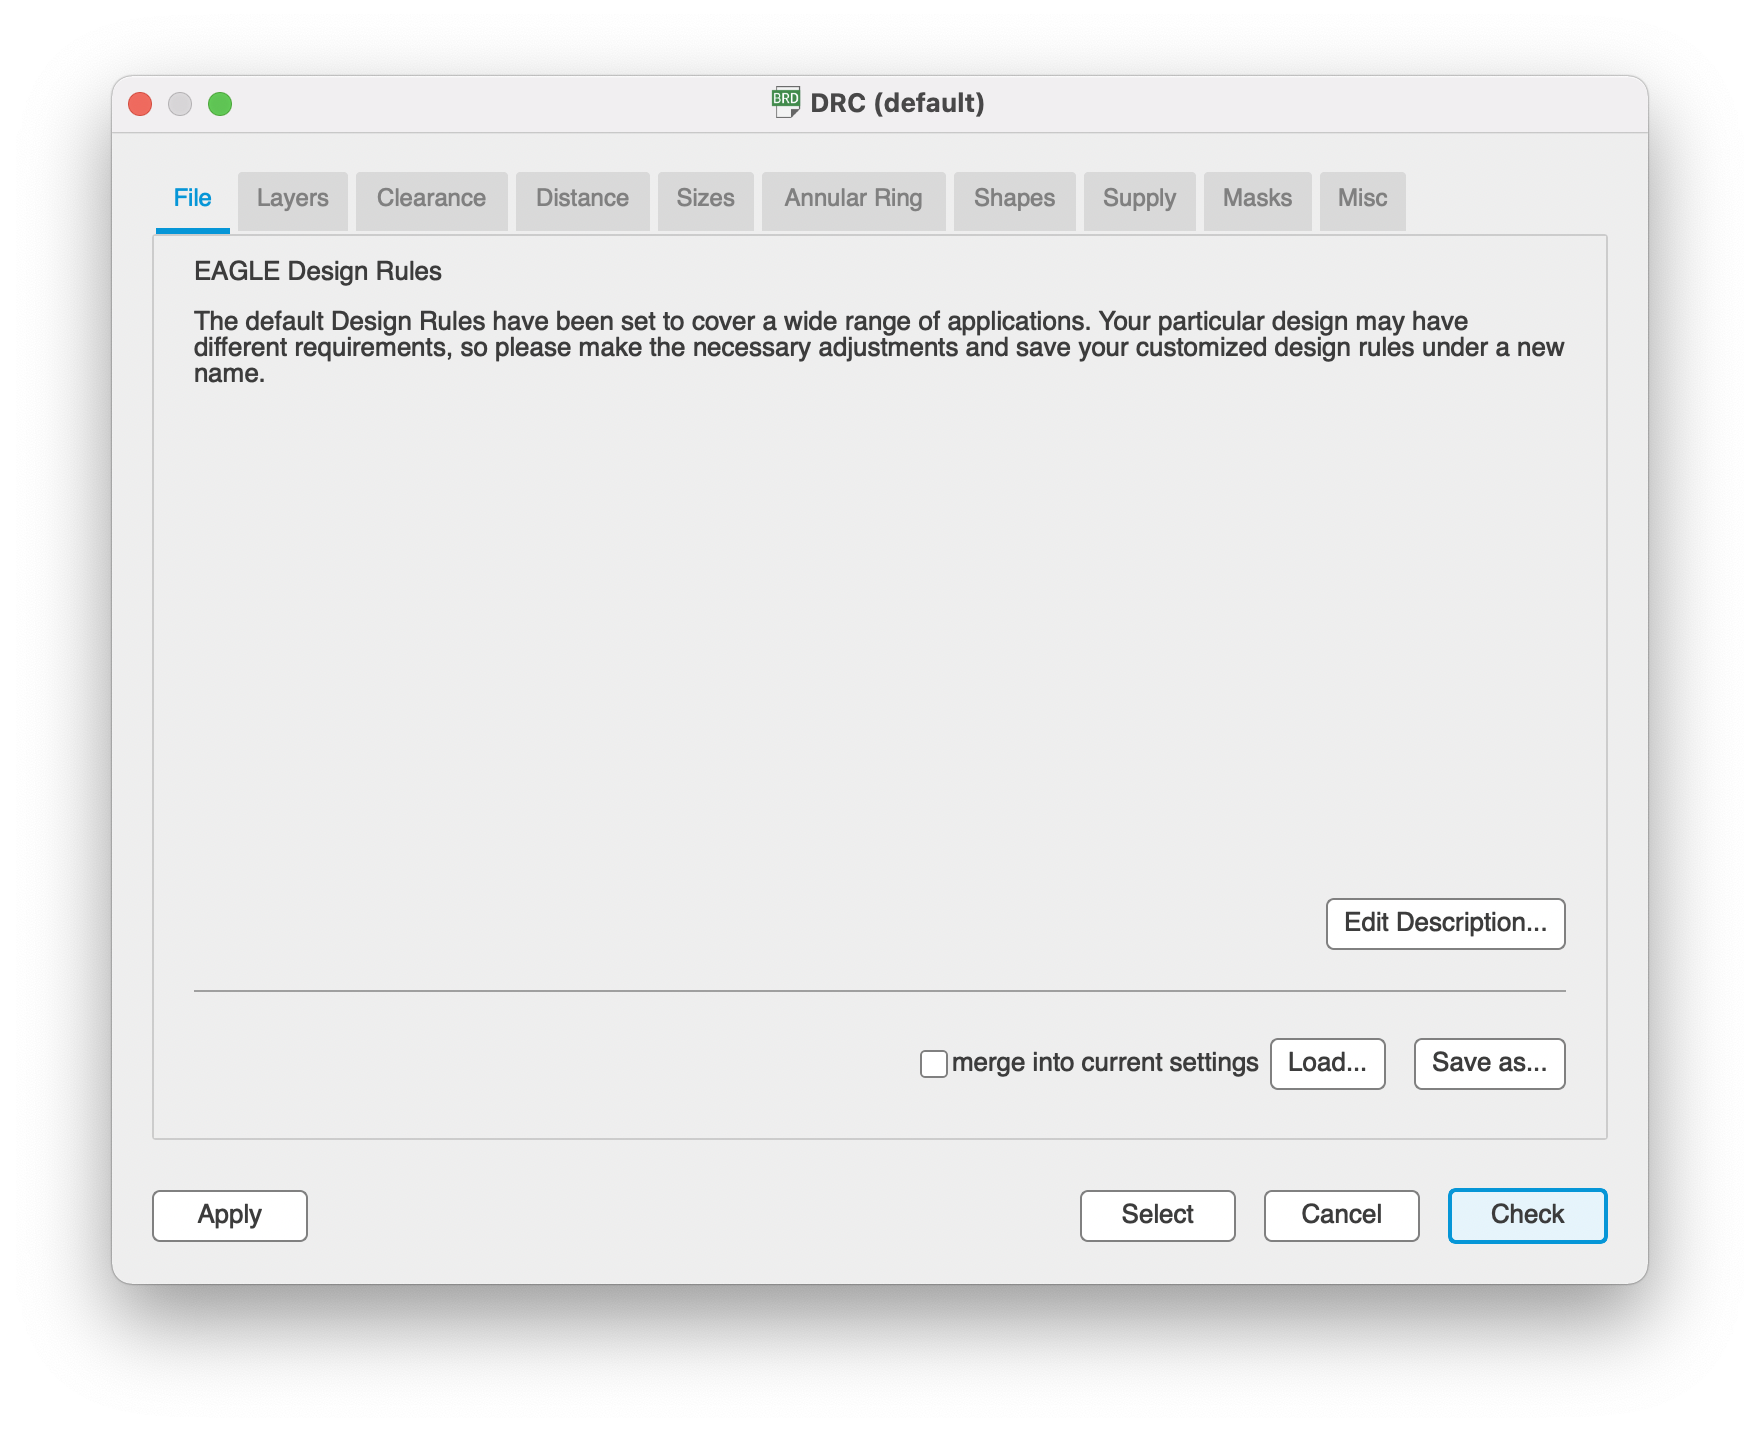 BRD DRC (default)
File Layers Clearance Distance Sizes Annular Ring Shapes Supply Masks Misc
EAGLE Design Rules
The default Design Rules have been set to cover a wide range of applications. Your particular design may have
different requirements, so please make the necessary adjustments and save your customized design rules under a new
name.
Edit Description...
merge into current settings Load... Save as...
Apply Select Cancel Check